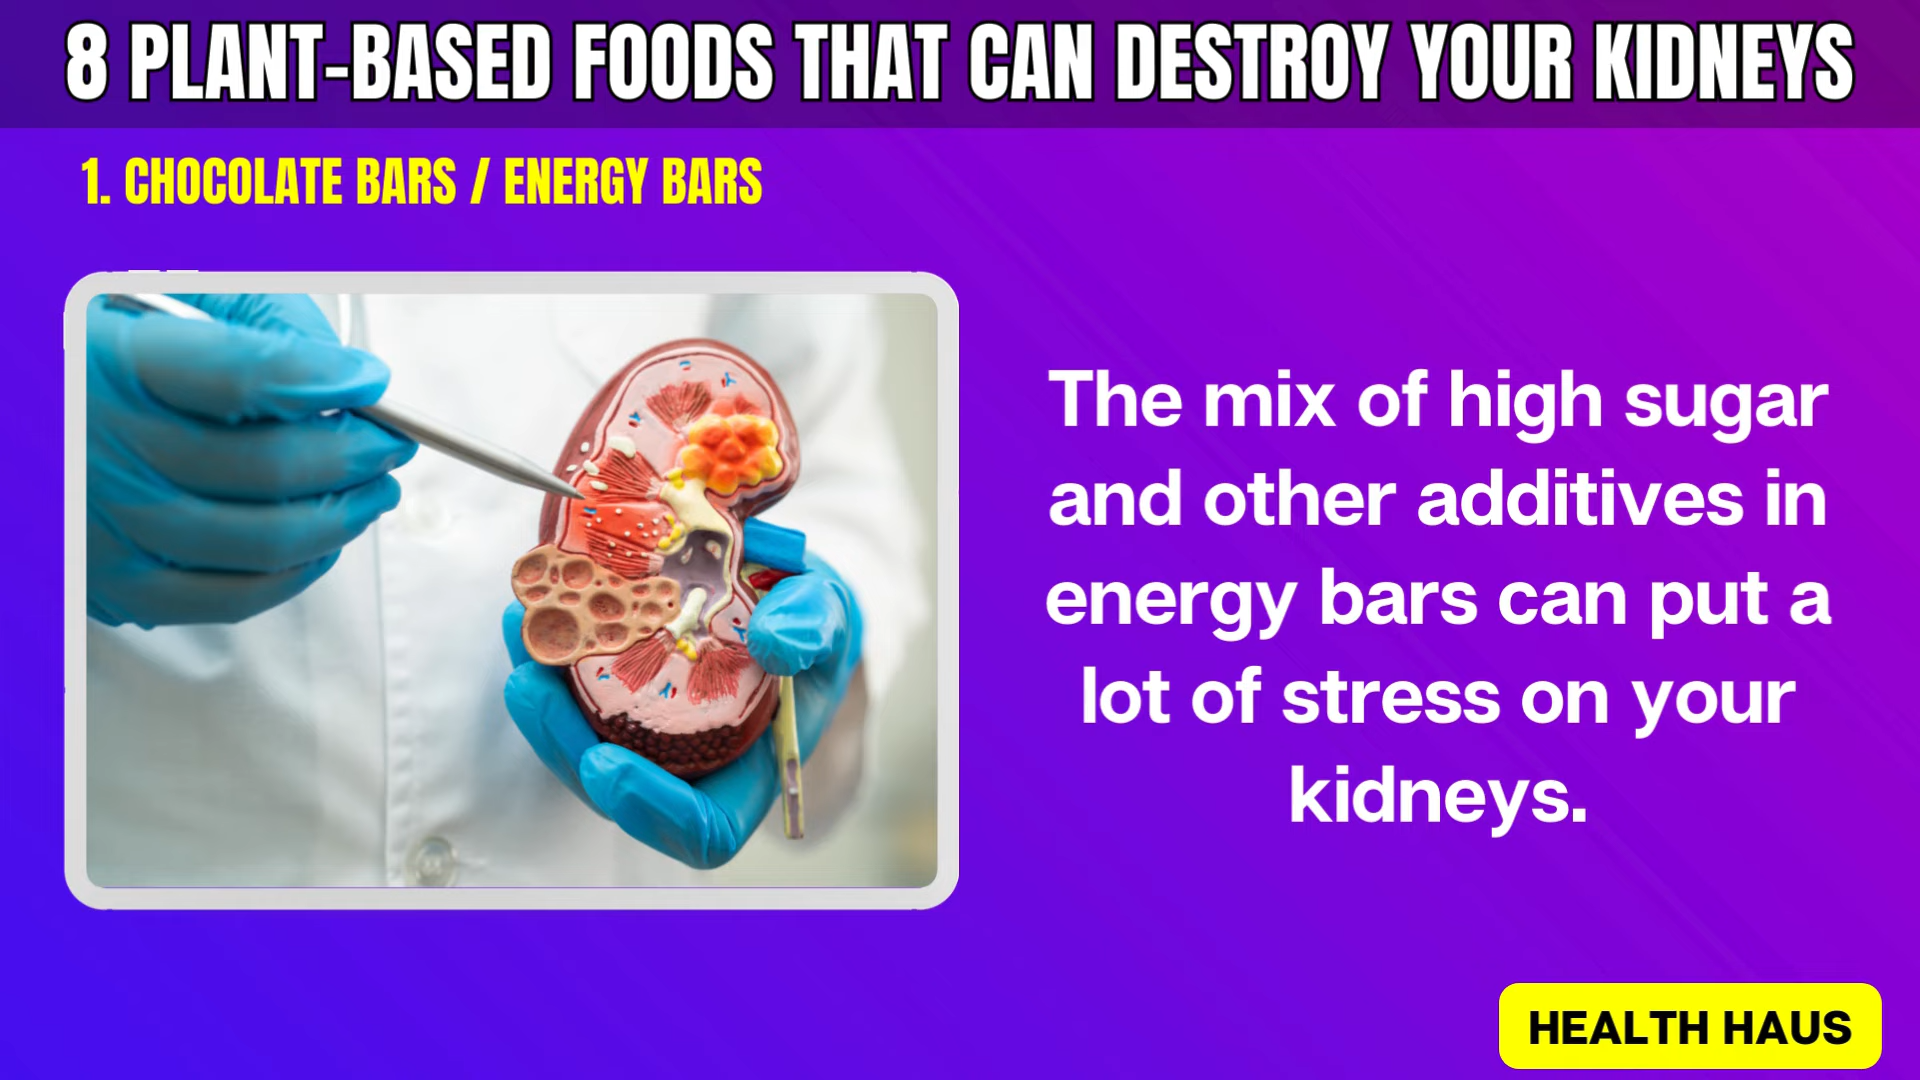 8 PLANT-BASED FOODS THAT CAN DESTROY YOUR KIDNEYS
1. CHOCOLATE BARS / ENERGY BARS
The mix of high sugar
and other additives in
energy bars can put a
lot of stress on your
kidneys.
HEALTH HAUS